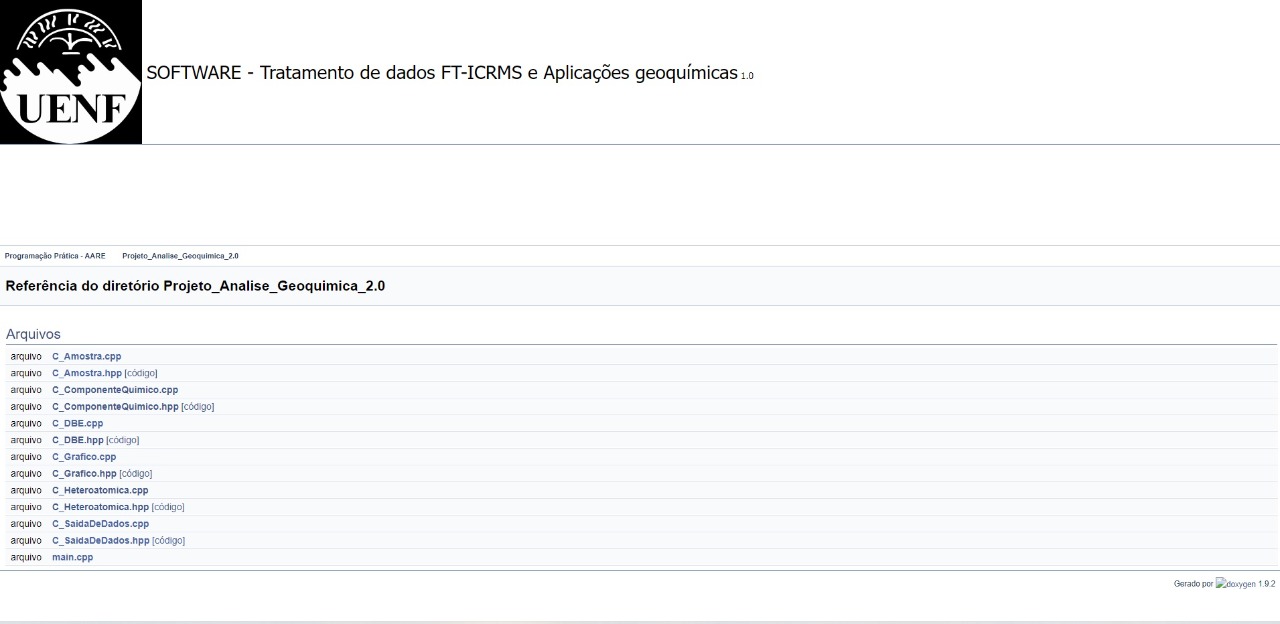 UENF
SOFTWARE - Tratamento de dados FT-ICRMS e Aplicações geoquímicas 1.0
Programação Prática - AARE Projeto_Analise_Geoquimica_2.0
Referência do diretório Projeto_Analise_Geoquimica_2.0
Arquivos
arquivo C_Amostra.cpp
arquivo C_Amostra.hpp [código]
arquivo C_ComponenteQuimico.cpp
arquivo C_ComponenteQuimico.hpp [código]
arquivo C_DBE.cpp
arquivo C_DBE.hpp [código]
arquivo C_Grafico.cpp
arquivo C_Grafico.hpp [código]
arquivo C_Heteroatomica.cpp
arquivo C_Heteroatomica.hpp [código]
arquivo C_SaidaDeDados.cpp
arquivo C_SaidaDeDados.hpp [código]
arquivo main.cpp
Gerado por doxygen 1.9.2